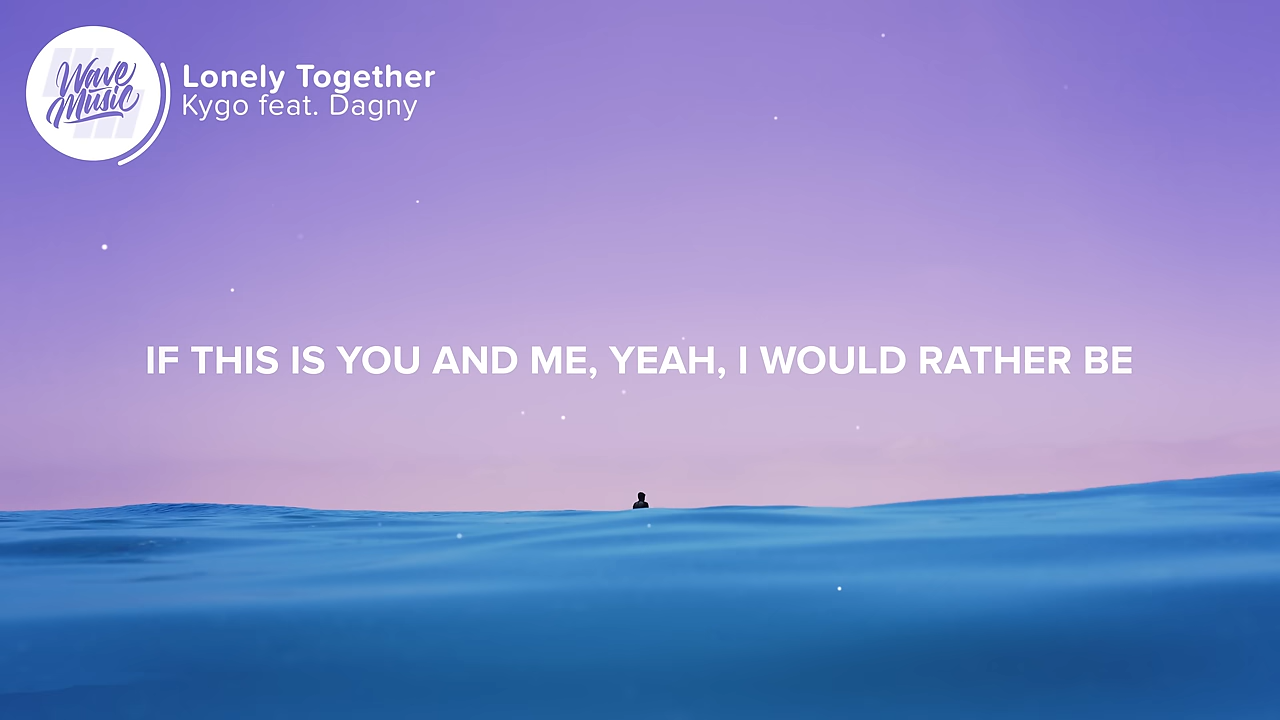 Wave
Music
Lonely Together
Kygo feat. Dagny
IF THIS IS YOU AND ME, YEAH, I WOULD RATHER BE